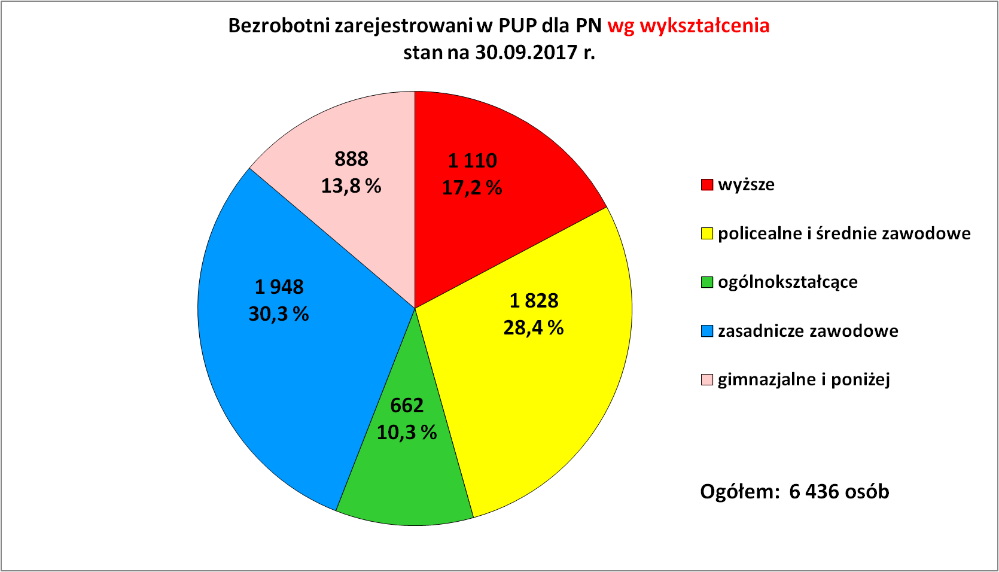 Bezrobotni zarejestrowani w PUP dla PN wg wykształcenia
stan na 30.09.2017 r.
888
13,8 %
1 110
17,2 %
1 948
30,3 %
1 828
28,4 %
662
10,3 %
wyższe
policealne i średnie zawodowe
ogólnokształcące
zasadnicze zawodowe
gimnazjalne i poniżej
Ogółem: 6 436 osób